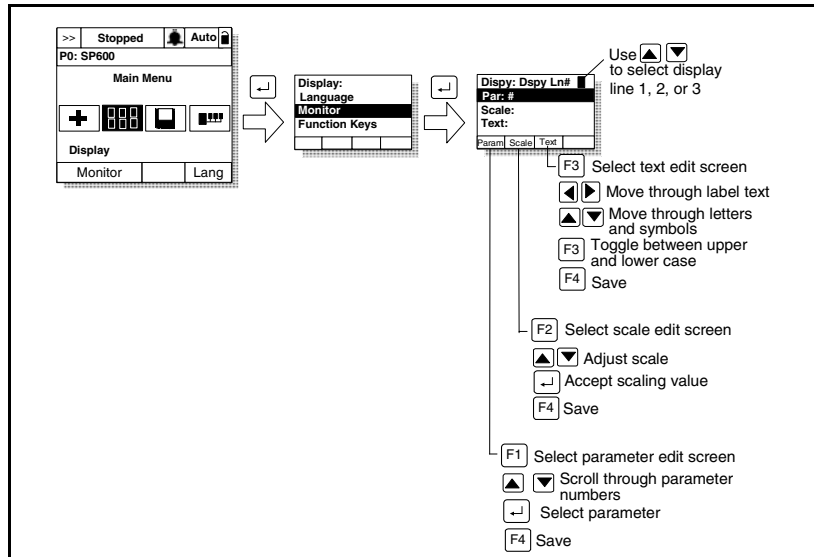 >> Stopped Auto
P0: SP600
Main Menu
Display
Monitor Lang
Display:
Language
Monitor
Function Keys
Dispy: Dspy Ln#
Par: #
Scale:
Text:
Param Scale Text
Use
to select display
line 1, 2, or 3
F3 Select text edit screen
Move through label text
Move through letters
and symbols
F3 Toggle between upper
and lower case
F4 Save
F2 Select scale edit screen
Adjust scale
Accept scaling value
F4 Save
F1 Select parameter edit screen
Scroll through parameter
numbers
Select parameter
F4 Save